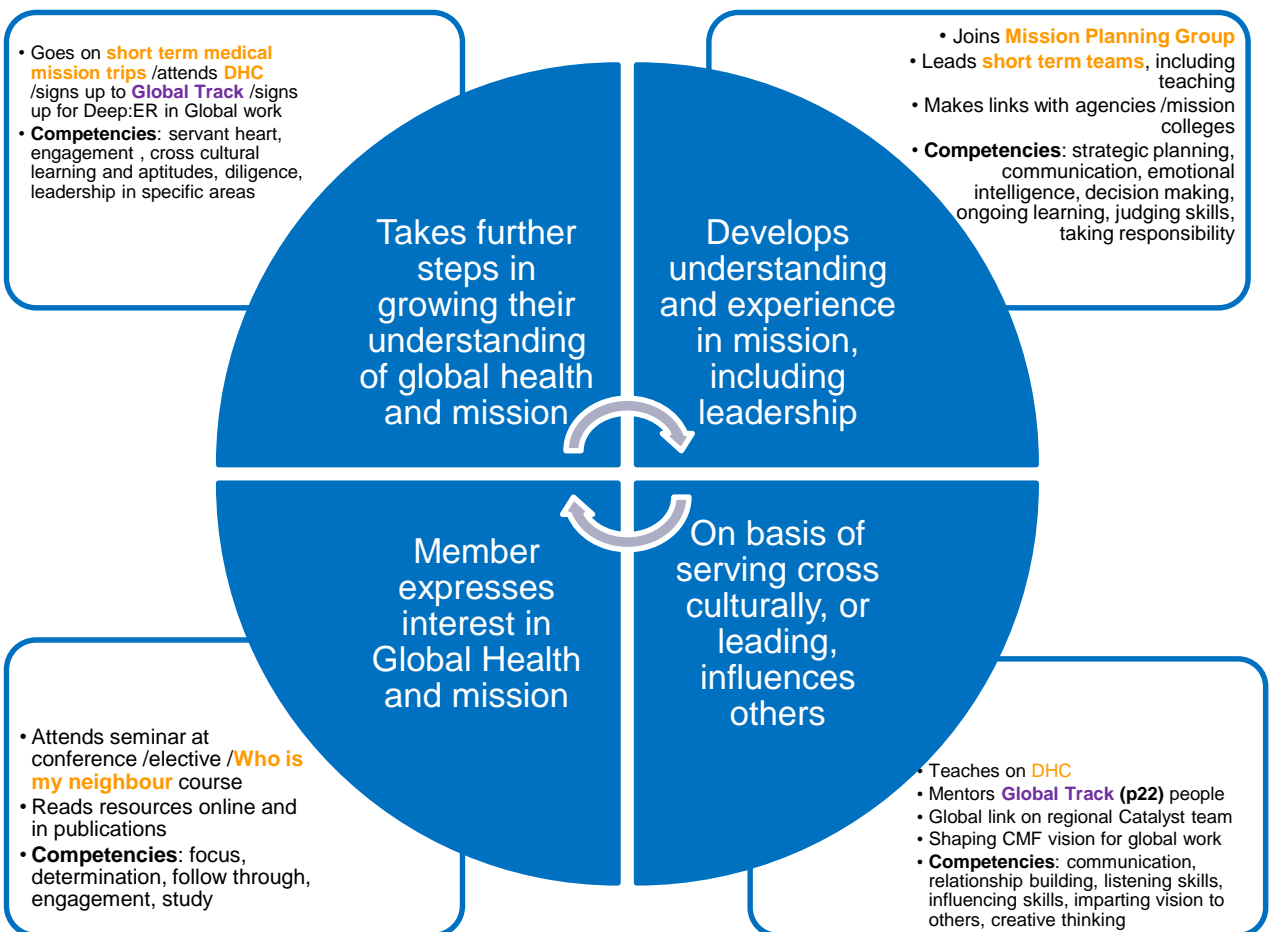 • Goes on short term medical
mission trips /attends DHC
/signs up to Global Track /signs
up for Deep:ER in Global work
• Competencies: servant heart,
engagement , cross cultural
learning and aptitudes, diligence,
leadership in specific areas
• Joins Mission Planning Group
• Leads short term teams, including
teaching
• Makes links with agencies /mission
colleges
• Competencies: strategic planning,
communication, emotional
intelligence, decision making,
ongoing learning, judging skills,
taking responsibility
Takes further
steps in
growing their
understanding
of global health
and mission
Develops
understanding
and experience
in mission,
including
leadership
Member
expresses
interest in
Global Health
and mission
On basis of
serving cross
culturally, or
leading,
influences
others
• Attends seminar at
conference /elective /Who is
my neighbour course
• Reads resources online and
in publications
• Competencies: focus,
determination, follow through,
engagement, study
• Teaches on DHC
• Mentors Global Track (p22) people
• Global link on regional Catalyst team
• Shaping CMF vision for global work
• Competencies: communication,
relationship building, listening skills,
influencing skills, imparting vision to
others, creative thinking